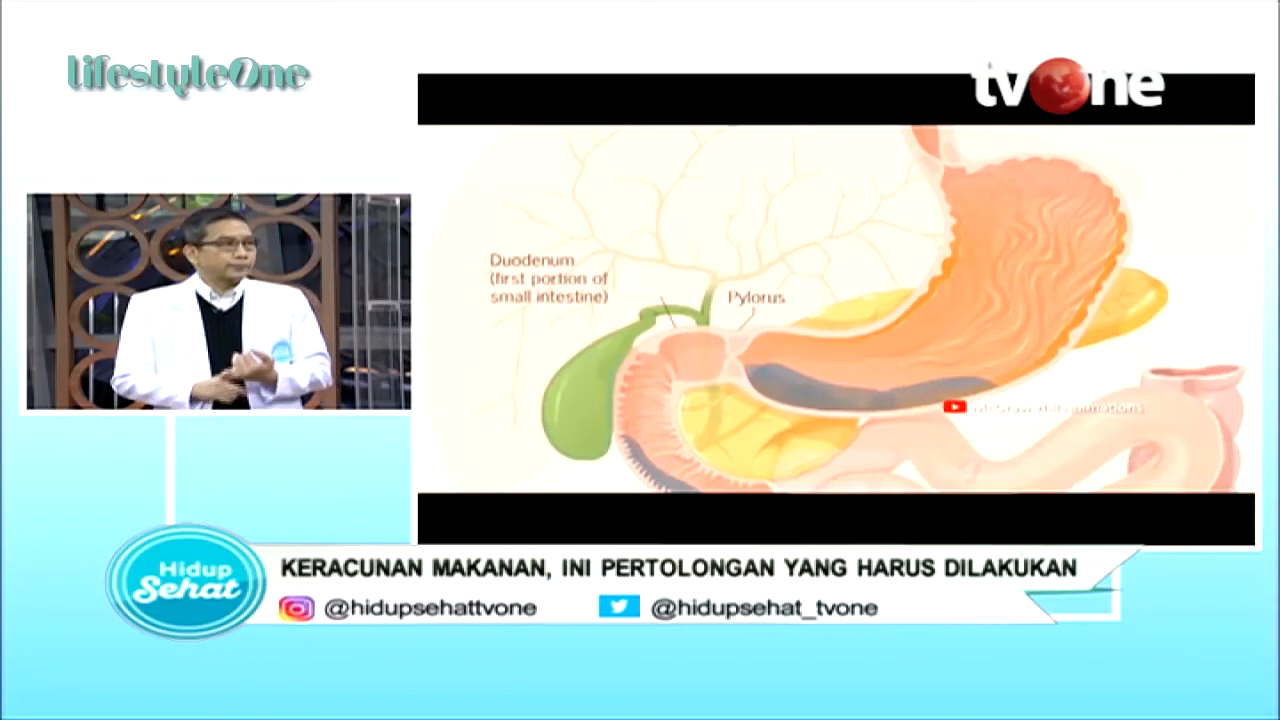 lifestyleOne
tvOne
Duodenum
(first portion of
small intestine)
Pylorus
Hidup
Sehat
KERACUNAN MAKANAN, INI PERTOLONGAN YANG HARUS DILAKUKAN
@hidupsehattvone
@hidupsehat_tvone